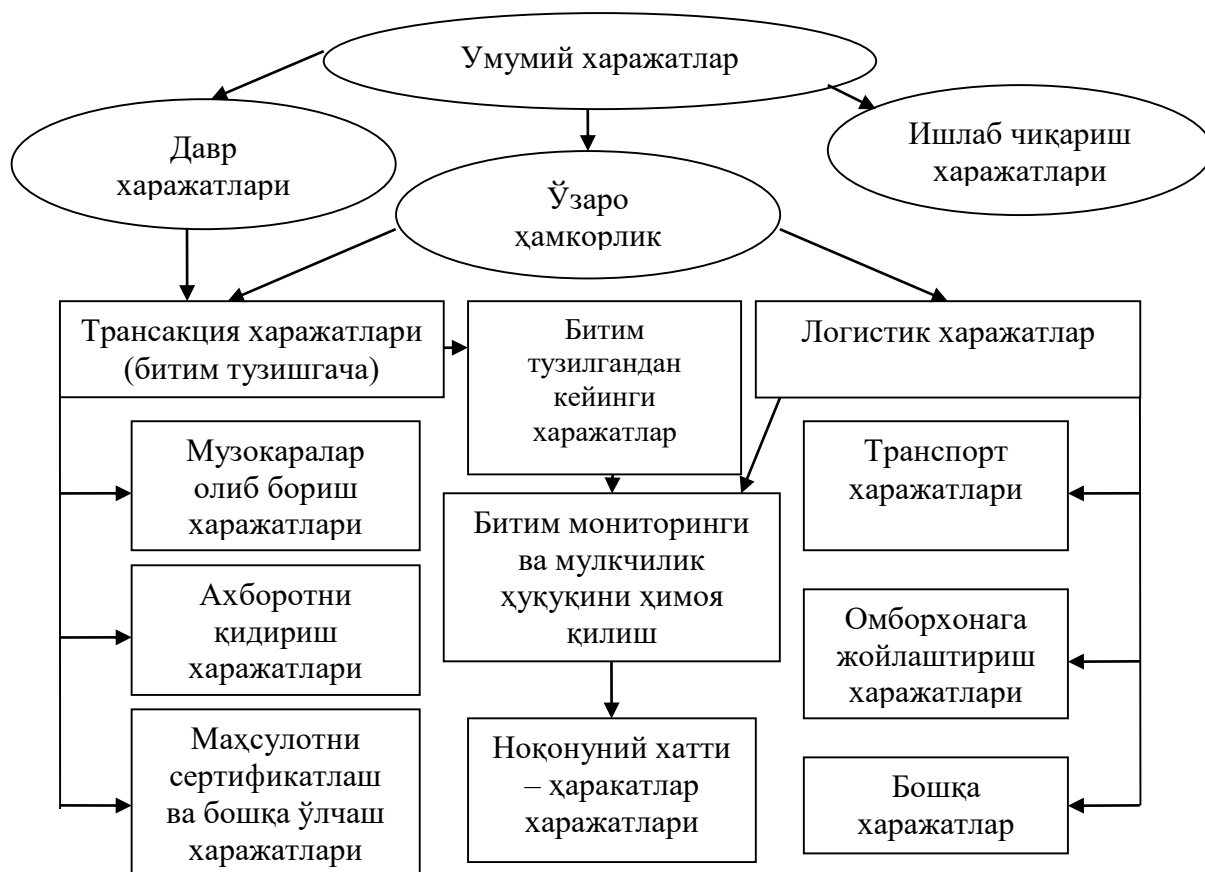 Умумий харажатлар
Давр
харажатлари
Ишлаб чиқариш
харажатлари
Ўзаро
ҳамкорлик
Трансакция харажатлари
(битим тузишгача)
Битим
тузилгандан
кейинги
харажатлар
Логистик харажатлар
Музокаралар
олиб бориш
харажатлари
Транспорт
харажатлари
Битим мониторинги
ва мулкчилик
ҳуқуқини ҳимоя
қилиш
Ахборотни
қидириш
харажатлари
Омборхонага
жойлаштириш
харажатлари
Маҳсулотни
сертификатлаш
ва бошқа ўлчаш
харажатлари
Ноқонуний хатти
– ҳаракатлар
харажатлари
Бошқа
харажатлар